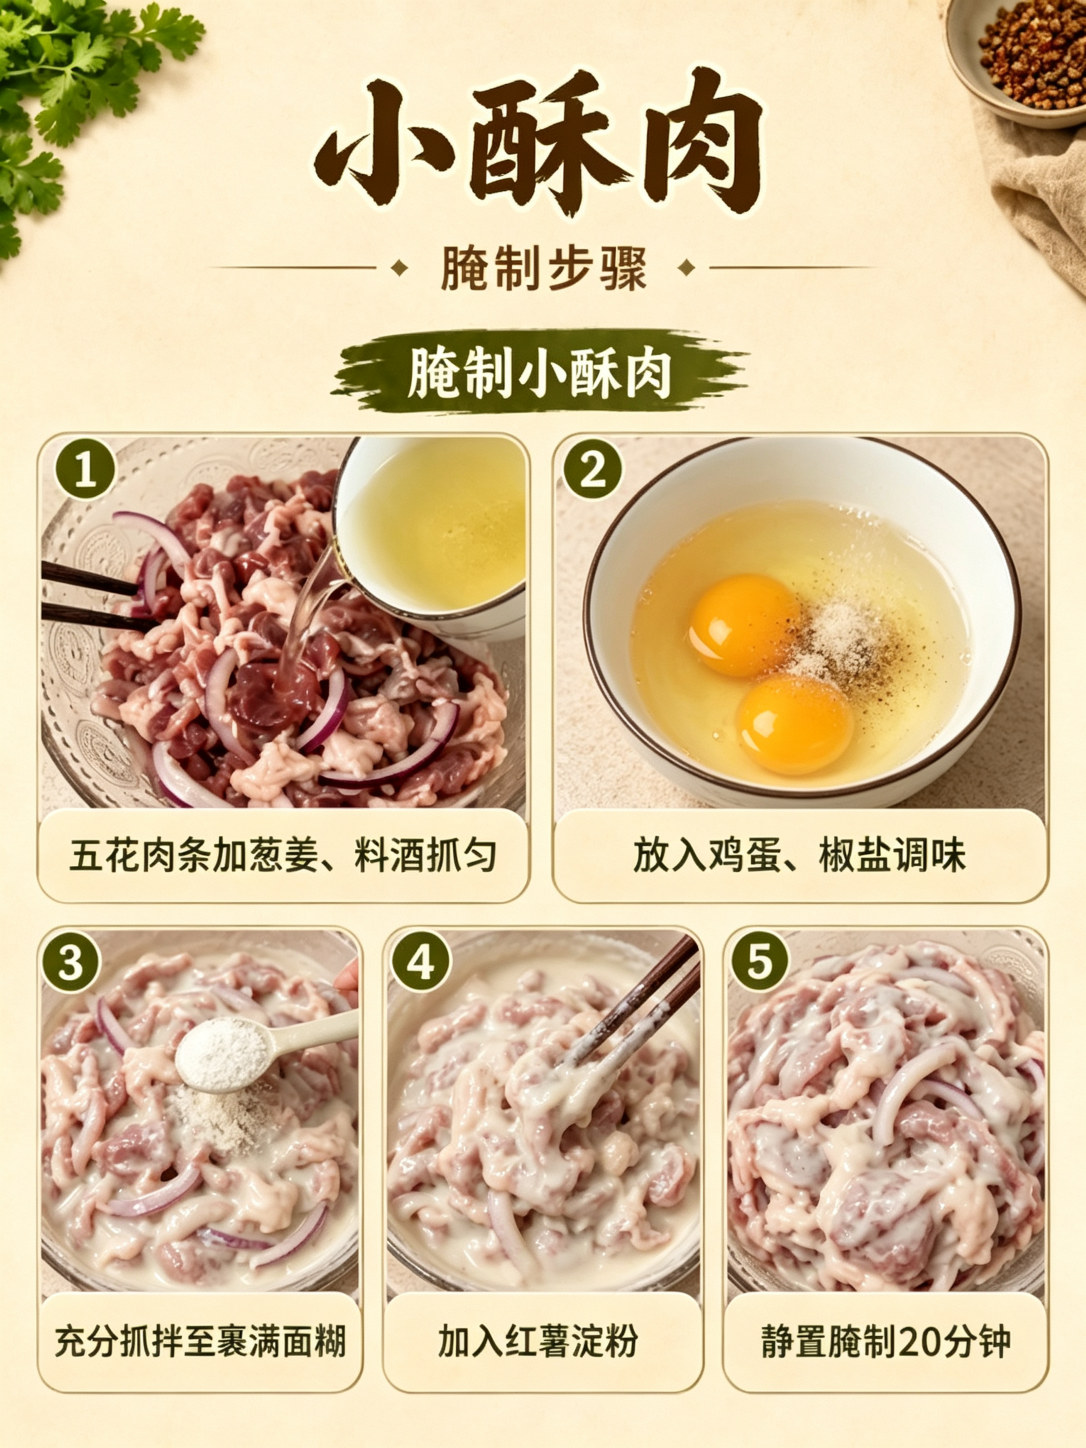 小酥肉
腌制步骤
腌制小酥肉
1
五花肉条加葱姜、料酒抓匀
2
放入鸡蛋、椒盐调味
3
充分抓拌至裹满面糊
4
加入红薯淀粉
5
静置腌制20分钟